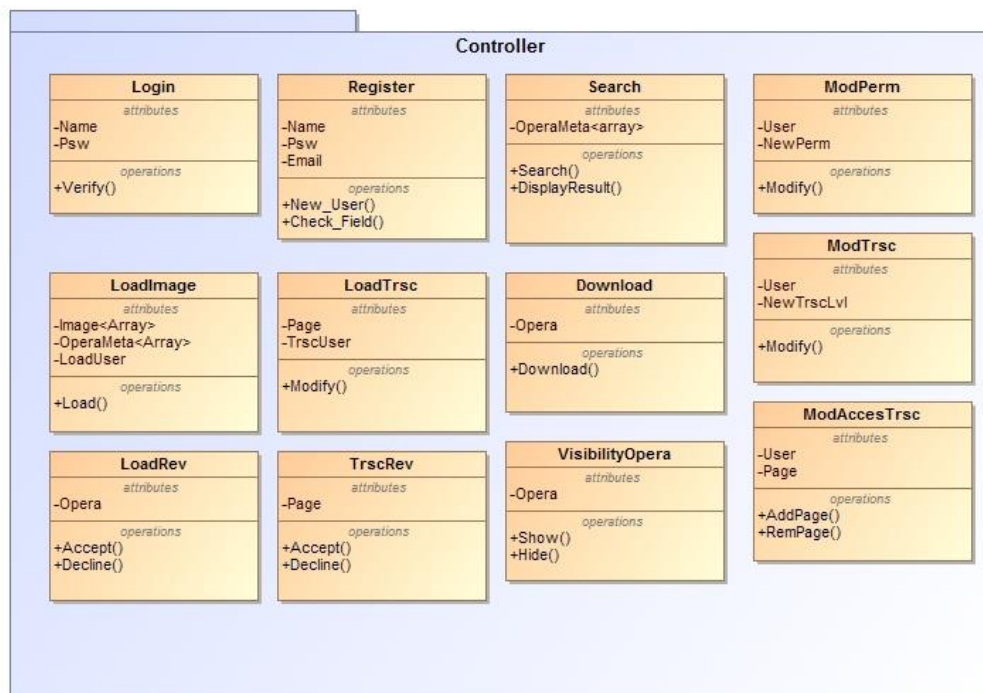 Controller
Login
attributes
-Name
-Psw
operations
+Verify()
Register
attributes
-Name
-Psw
-Email
operations
+New_User()
+Check_Field()
Search
attributes
-OperaMeta<array>
operations
+Search()
+DisplayResult()
ModPerm
attributes
-User
-NewPerm
operations
+Modify()
LoadImage
attributes
-Image<Array>
-OperaMeta<Array>
-LoadUser
operations
+Load()
LoadTrsc
attributes
-Page
-TrscUser
operations
+Modify()
Download
attributes
-Opera
operations
+Download()
ModTrsc
attributes
-User
-NewTrscLvl
operations
+Modify()
LoadRev
attributes
-Opera
operations
+Accept()
+Decline()
TrscRev
attributes
-Page
operations
+Accept()
+Decline()
VisibilityOpera
attributes
-Opera
operations
+Show()
+Hide()
ModAccesTrsc
attributes
-User
-Page
operations
+AddPage()
+RemPage()